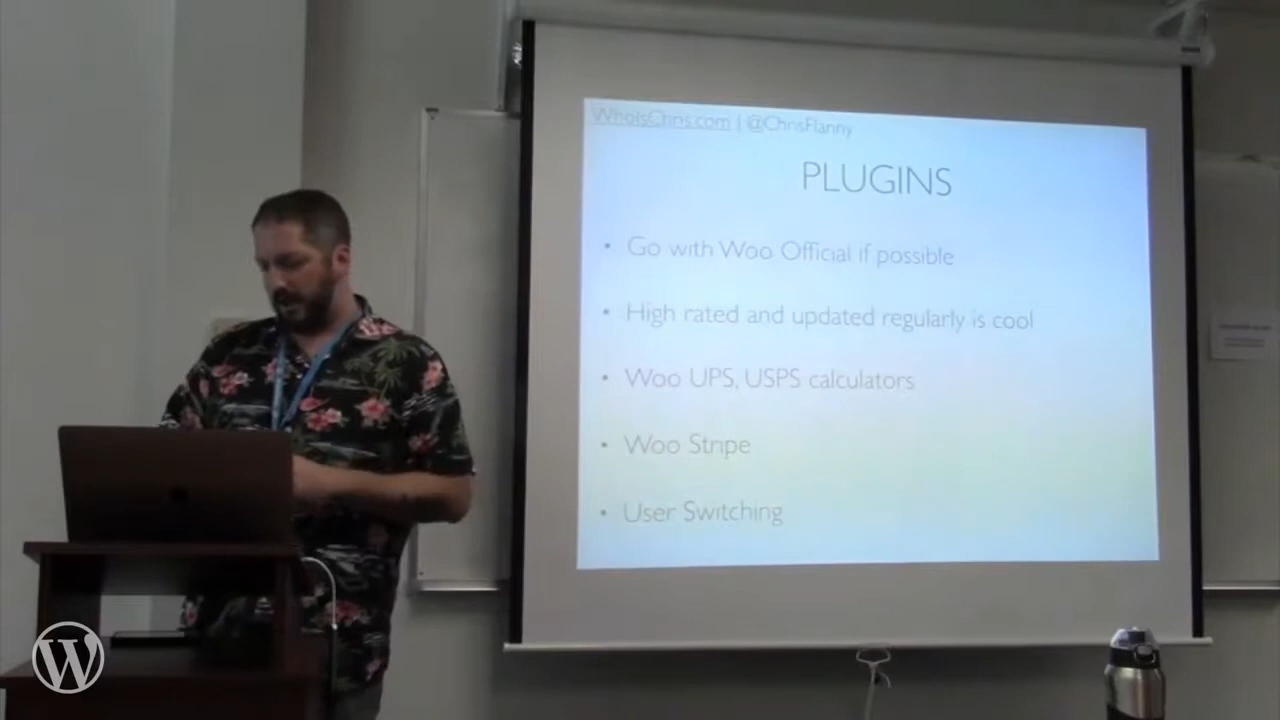 WhoIsChris.com | @ChrisFlanny
PLUGINS
• Go with Woo Official if possible
• High rated and updated regularly is cool
• Woo UPS, USPS calculators
• Woo Stripe
• User Switching